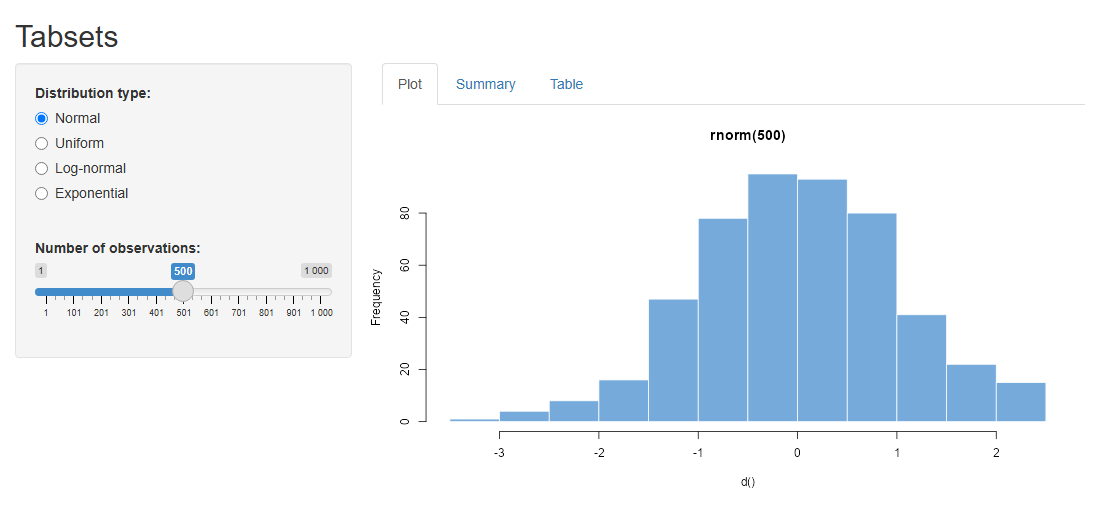 Tabsets
Distribution type:
Normal
Uniform
Log-normal
Exponential
Number of observations:
1 500 1 000
1 101 201 301 401 501 601 701 801 901 1 000
Plot Summary Table
rnorm(500)
Frequency
80
60
40
20
0
-3 -2 -1 0 1 2
d()